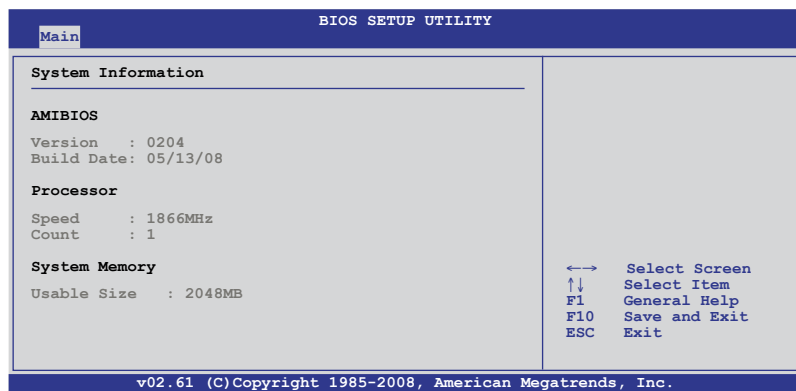 BIOS SETUP UTILITY
Main
System Information
AMIBIOS
Version : 0204
Build Date: 05/13/08
Processor
Speed : 1866MHz
Count : 1
System Memory
Usable Size : 2048MB
←→ Select Screen
↑↓ Select Item
F1 General Help
F10 Save and Exit
ESC Exit
v02.61 (C)Copyright 1985-2008, American Megatrends, Inc.